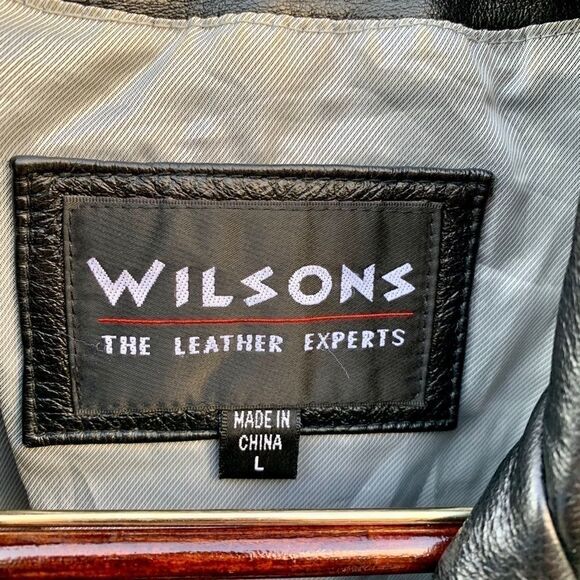 WILSONS
THE LEATHER EXPERTS
MADE IN
CHINA
L